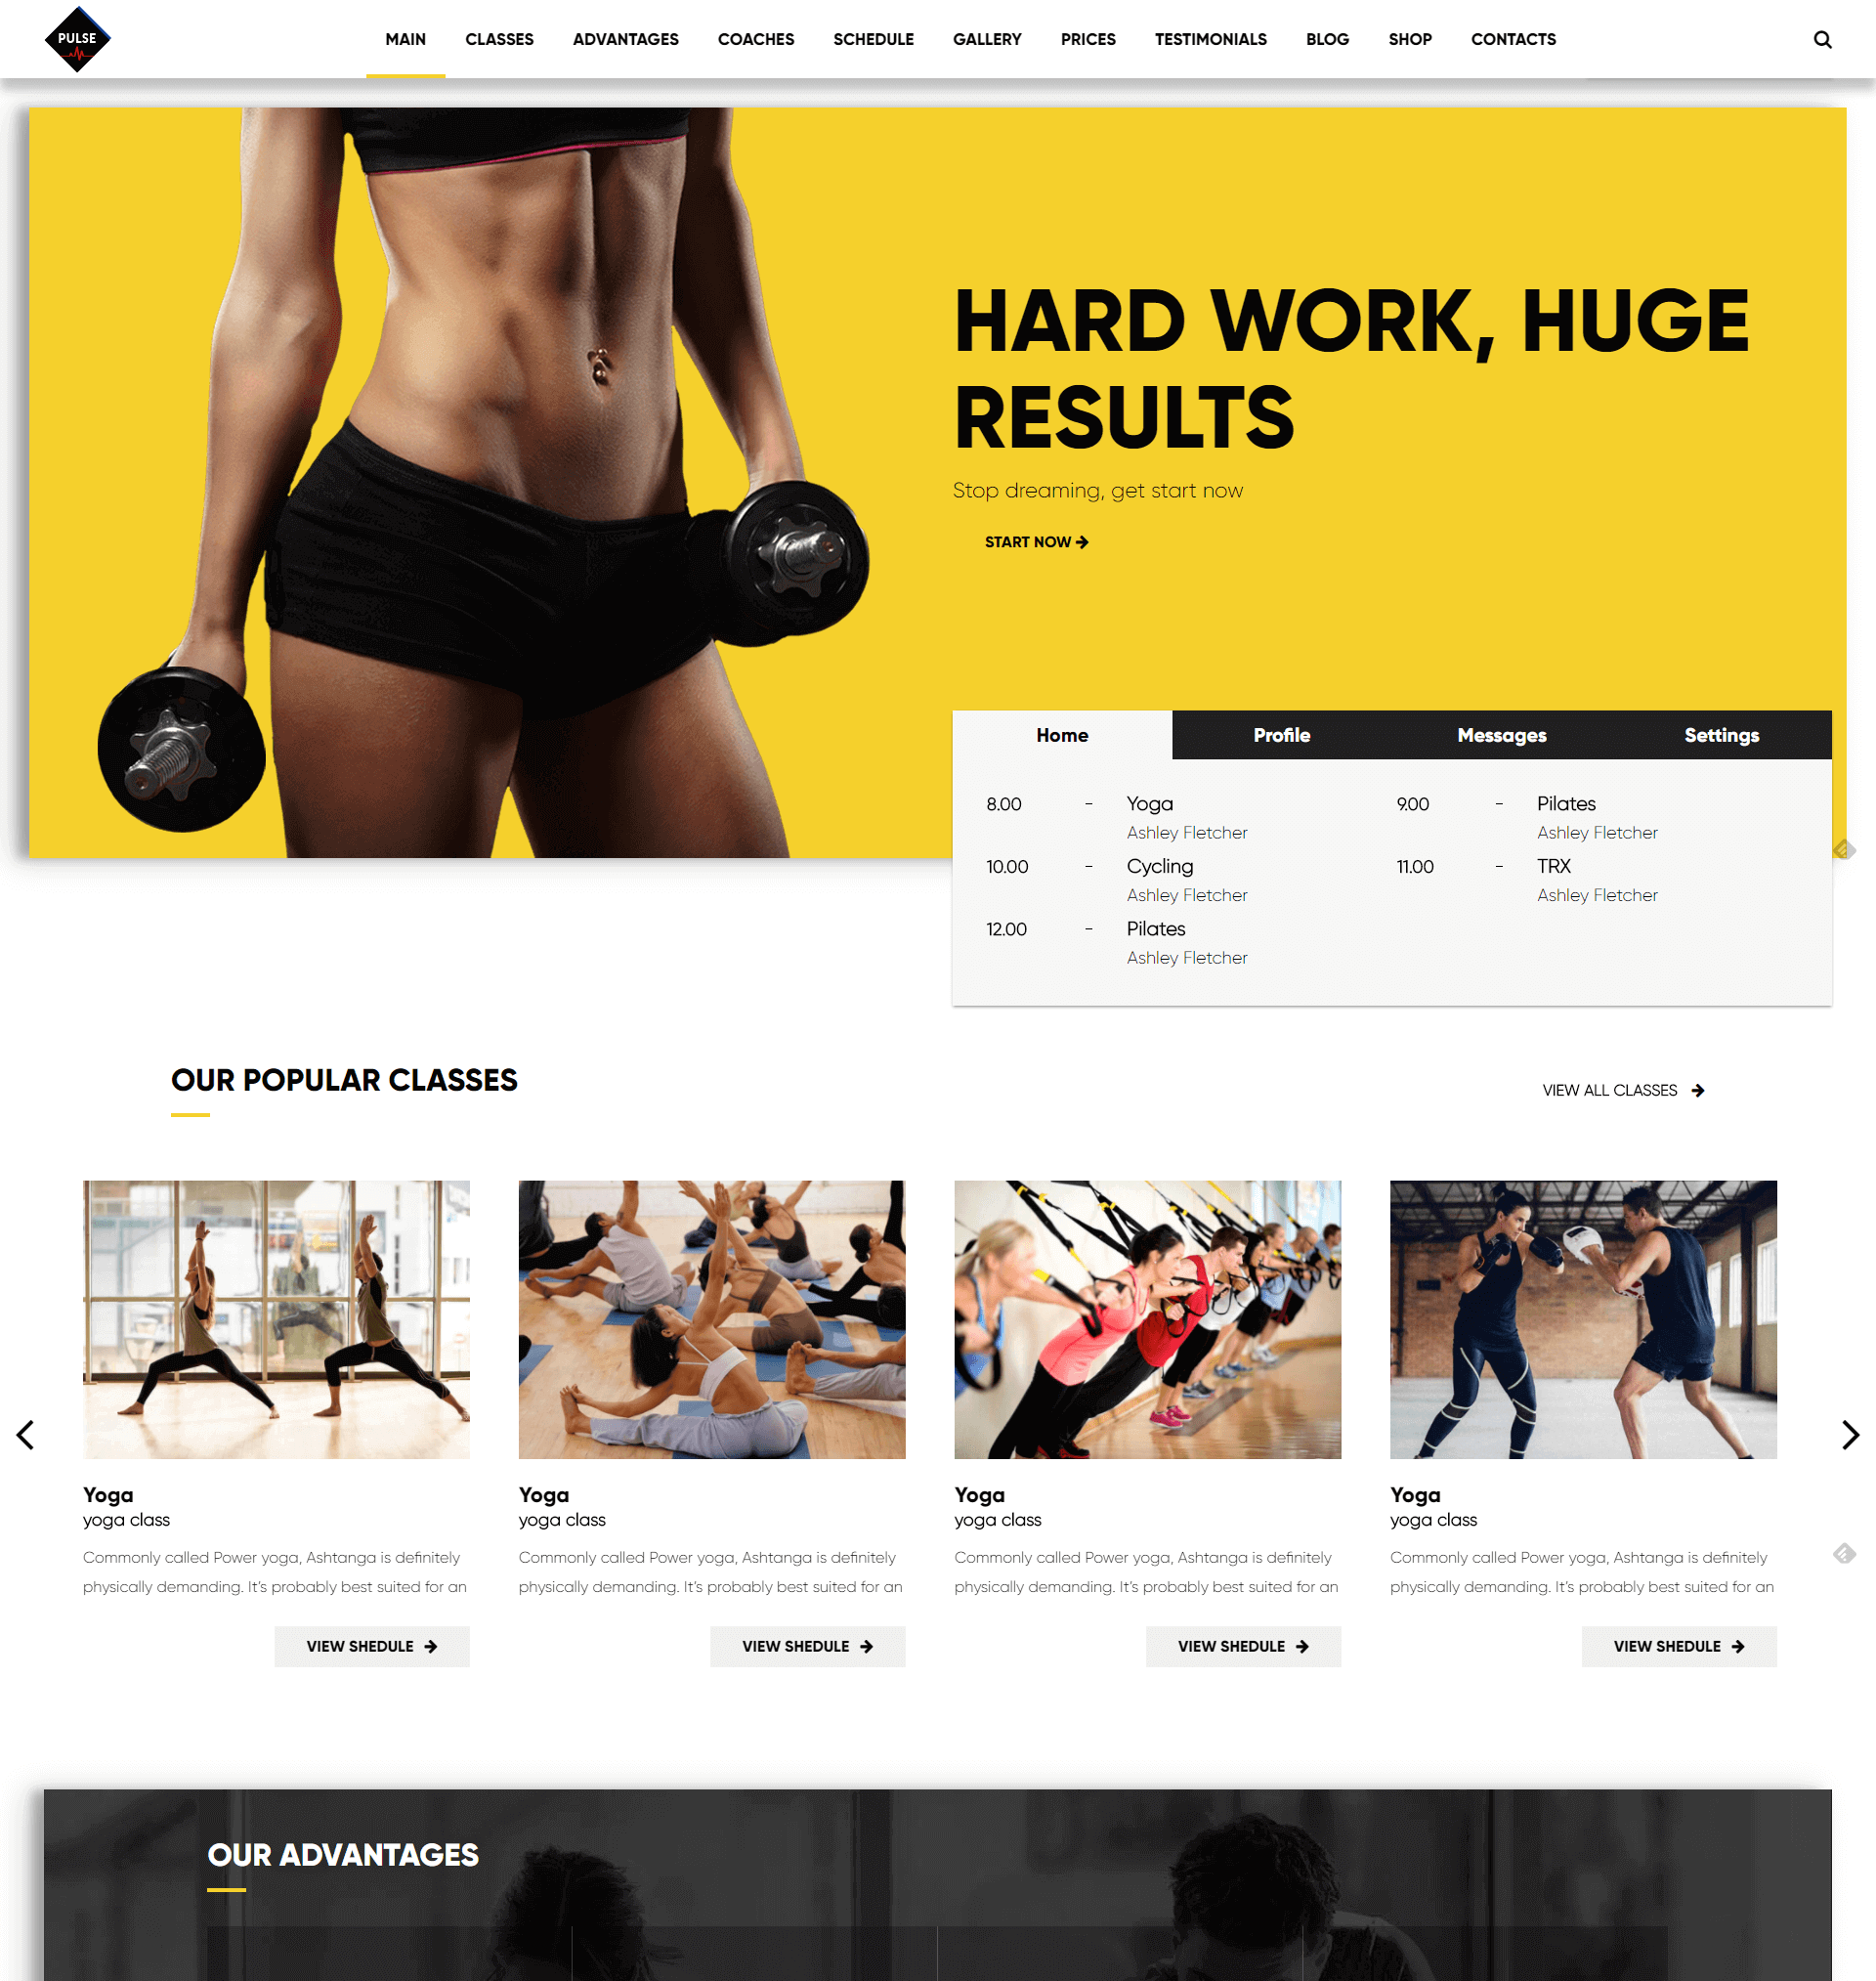 PULSE
MAIN CLASSES ADVANTAGES COACHES SCHEDULE GALLERY PRICES TESTIMONIALS BLOG SHOP CONTACTS
HARD WORK, HUGE
RESULTS
Stop dreaming, get start now
START NOW
Home Profile Messages Settings
8.00 - Yoga 9.00 - Pilates
Ashley Fletcher Ashley Fletcher
10.00 - Cycling 11.00 - TRX
Ashley Fletcher Ashley Fletcher
12.00 - Pilates
Ashley Fletcher
OUR POPULAR CLASSES
VIEW ALL CLASSES
Yoga
yoga class
Commonly called Power yoga, Ashtanga is definitely
physically demanding. It's probably best suited for an
VIEW SHEDULE
Yoga
yoga class
Commonly called Power yoga, Ashtanga is definitely
physically demanding. It's probably best suited for an
VIEW SHEDULE
Yoga
yoga class
Commonly called Power yoga, Ashtanga is definitely
physically demanding. It's probably best suited for an
VIEW SHEDULE
Yoga
yoga class
Commonly called Power yoga, Ashtanga is definitely
physically demanding. It's probably best suited for an
VIEW SHEDULE
OUR ADVANTAGES